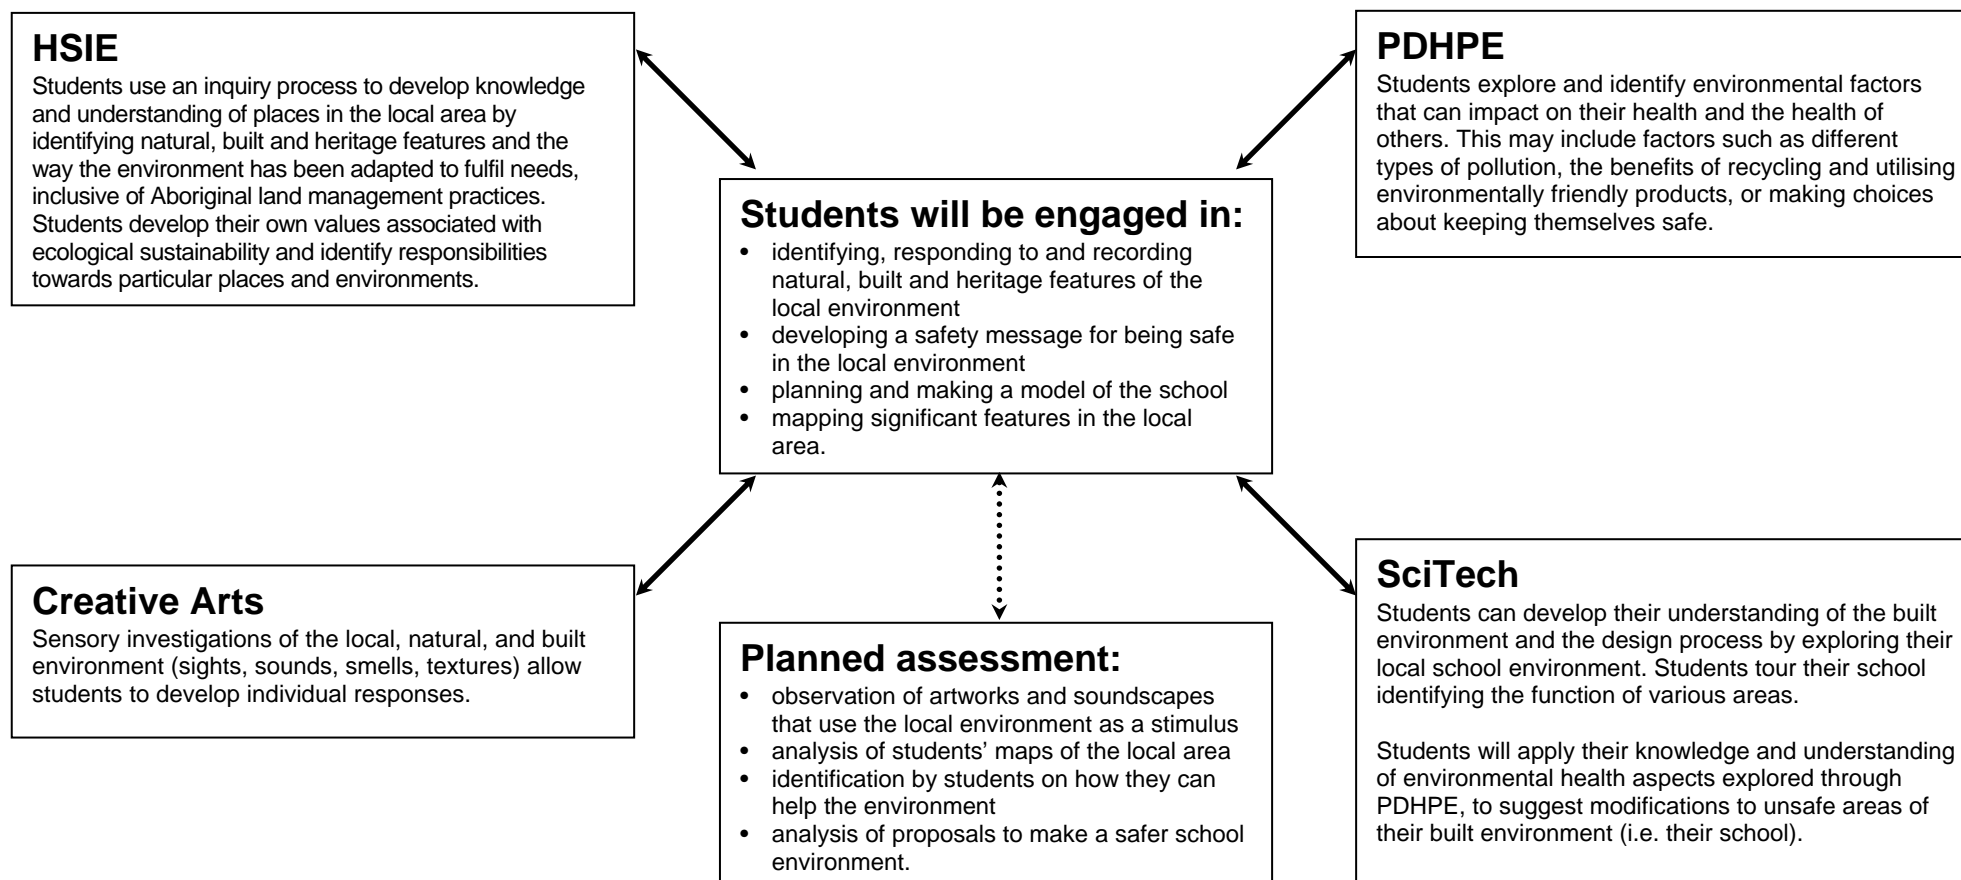 HSIE
Students use an inquiry process to develop knowledge
and understanding of places in the local area by
identifying natural, built and heritage features and the
way the environment has been adapted to fulfil needs,
inclusive of Aboriginal land management practices.
Students develop their own values associated with
ecological sustainability and identify responsibilities
towards particular places and environments.
PDHPE
Students explore and identify environmental factors
that can impact on their health and the health of
others. This may include factors such as different
types of pollution, the benefits of recycling and utilising
environmentally friendly products, or making choices
about keeping themselves safe.
Students will be engaged in:
• identifying, responding to and recording
natural, built and heritage features of the
local environment
• developing a safety message for being safe
in the local environment
• planning and making a model of the school
• mapping significant features in the local
area.
Creative Arts
Sensory investigations of the local, natural, and built
environment (sights, sounds, smells, textures) allow
students to develop individual responses.
Planned assessment:
• observation of artworks and soundscapes
that use the local environment as a stimulus
• analysis of students’ maps of the local area
• identification by students on how they can
help the environment
• analysis of proposals to make a safer school
environment.
SciTech
Students can develop their understanding of the built
environment and the design process by exploring their
local school environment. Students tour their school
identifying the function of various areas.
Students will apply their knowledge and understanding
of environmental health aspects explored through
PDHPE, to suggest modifications to unsafe areas of
their built environment (i.e. their school).